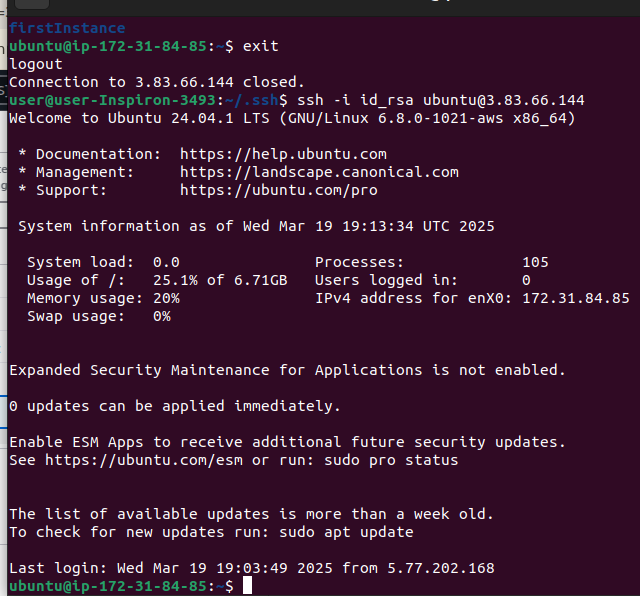 firstInstance
ubuntu@ip-172-31-84-85:~$ exit
logout
Connection to 3.83.66.144 closed.
user@user-Inspiron-3493:~/.ssh$ ssh -i id_rsa ubuntu@3.83.66.144
Welcome to Ubuntu 24.04.1 LTS (GNU/Linux 6.8.0-1021-aws x86_64)
* Documentation: https://help.ubuntu.com
* Management: https://landscape.canonical.com
* Support: https://ubuntu.com/pro
System information as of Wed Mar 19 19:13:34 UTC 2025
System load: 0.0 Processes: 105
Usage of /: 25.1% of 6.71GB Users logged in: 0
Memory usage: 20% IPv4 address for enX0: 172.31.84.85
Swap usage: 0%
Expanded Security Maintenance for Applications is not enabled.
0 updates can be applied immediately.
Enable ESM Apps to receive additional future security updates.
See https://ubuntu.com/esm or run: sudo pro status
The list of available updates is more than a week old.
To check for new updates run: sudo apt update
Last login: Wed Mar 19 19:03:49 2025 from 5.77.202.168
ubuntu@ip-172-31-84-85:~$